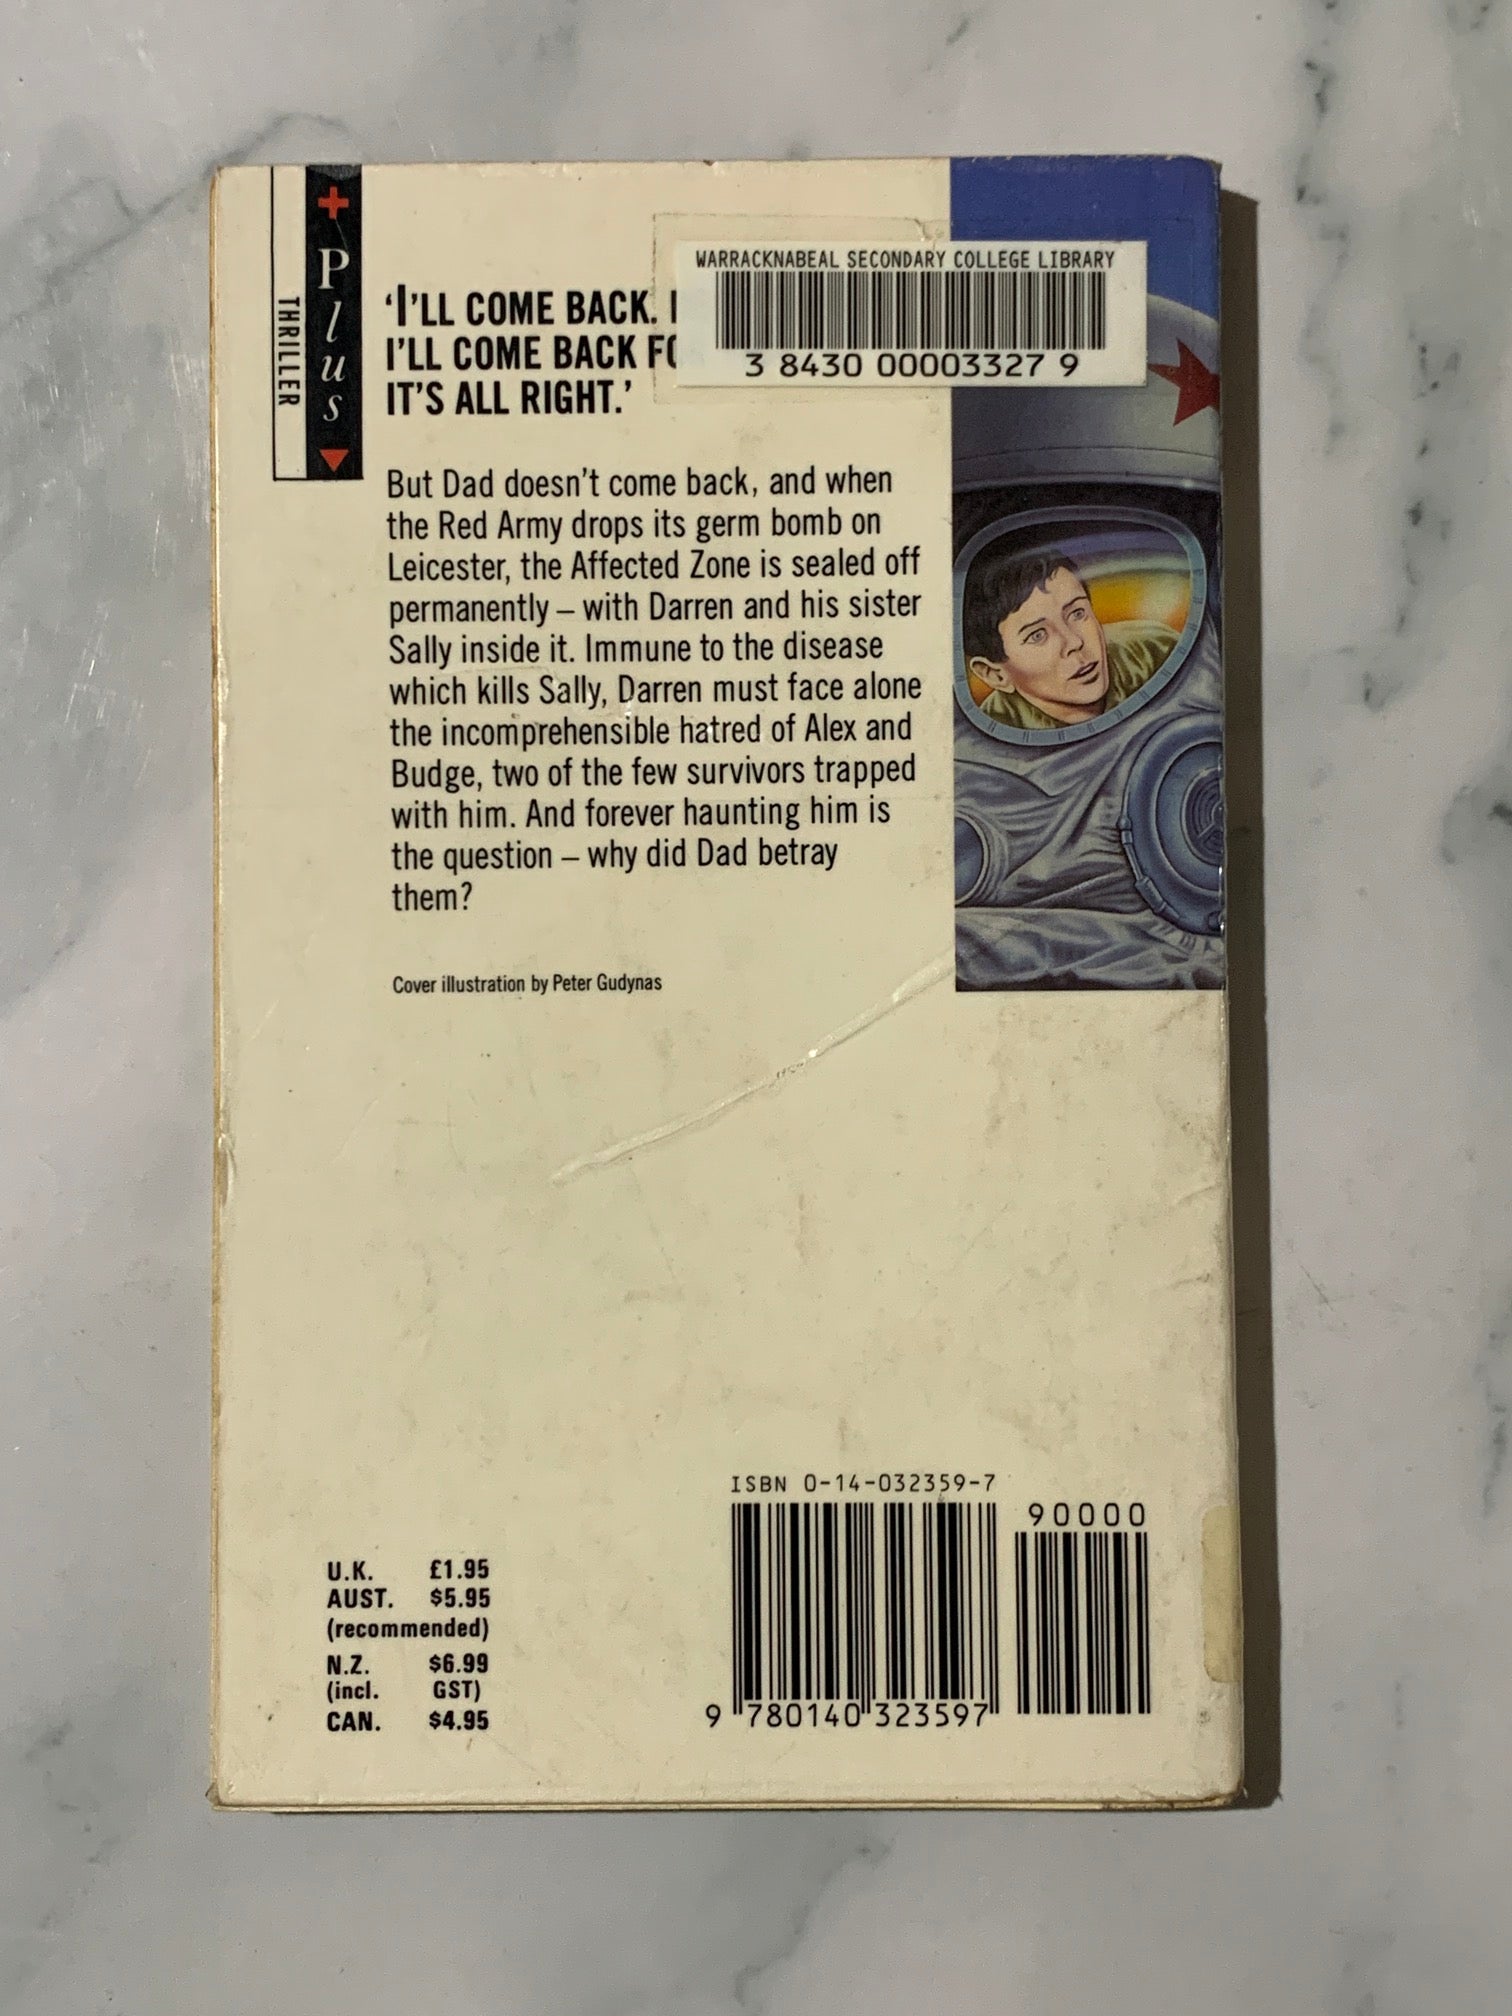 Plus
THRILLER
WARRACKNABEAL SECONDARY COLLEGE LIBRARY
3 8430 00003327 9
'I'LL COME BACK.
I'LL COME BACK
IT'S ALL RIGHT.'
But Dad doesn't come back, and when
the Red Army drops its germ bomb on
Leicester, the Affected Zone is sealed off
permanently – with Darren and his sister
Sally inside it. Immune to the disease
which kills Sally, Darren must face alone
the incomprehensible hatred of Alex and
Budge, two of the few survivors trapped
with him. And forever haunting him is
the question – why did Dad betray
them?
Cover illustration by Peter Gudynas
ISBN 0-14-032359-7
90000
9 780140 323597
U.K. £1.95
AUST. $5.95
(recommended)
N.Z. $6.99
(incl. GST)
CAN. $4.95